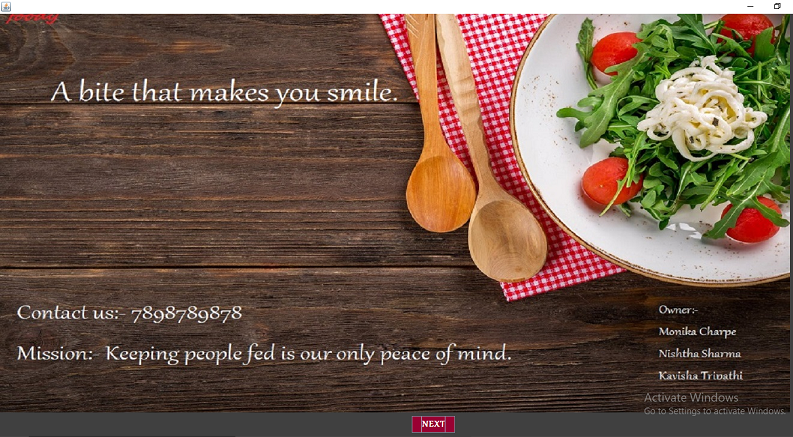 foody
A bite that makes you smile.
Contact us:- 7898789878
Mission:  Keeping people fed is our only peace of mind.
Owner:-
Monika Charpe
Nishtha Sharma
Kavisha Tripathi
Activate Windows
Go to Settings to activate Windows.
NEXT